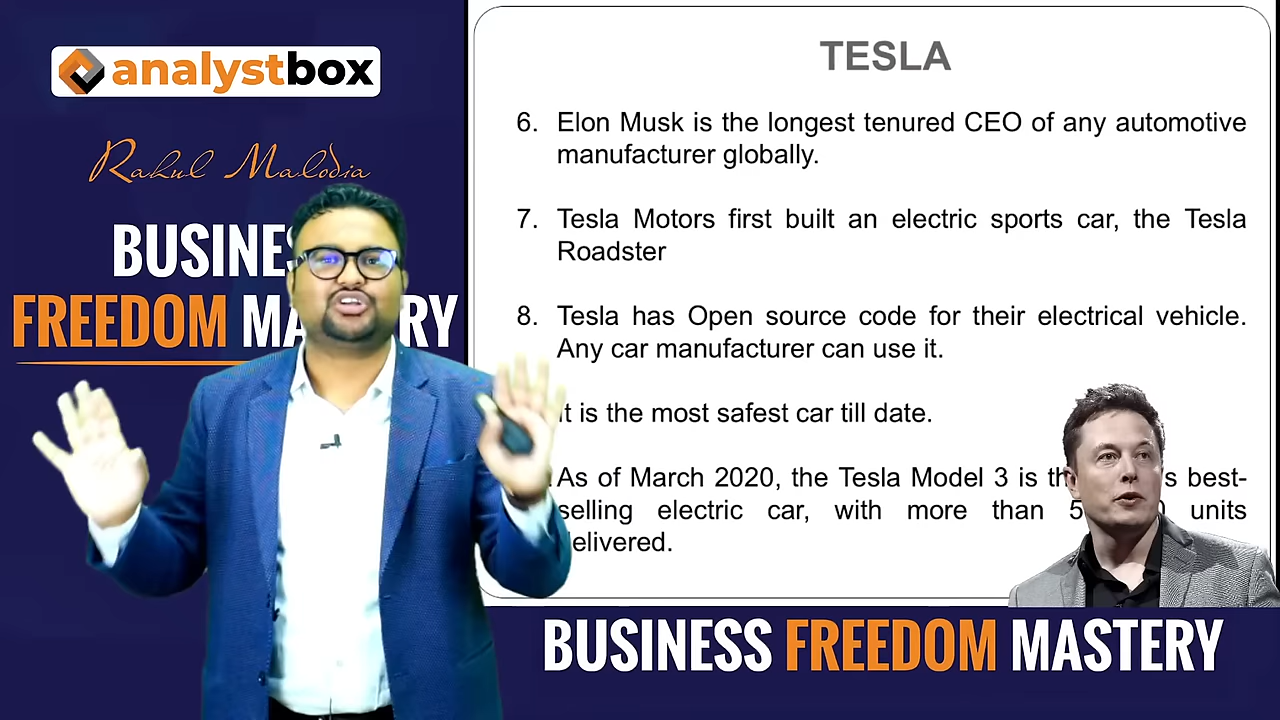 analystbox
Rahul Malodia
BUSINE
FREEDOM MA RY
TESLA
6. Elon Musk is the longest tenured CEO of any automotive
manufacturer globally.
7. Tesla Motors first built an electric sports car, the Tesla
Roadster
8. Tesla has Open source code for their electrical vehicle.
Any car manufacturer can use it.
It is the most safest car till date.
As of March 2020, the Tesla Model 3 is best-
selling electric car, with more than units
delivered.
BUSINESS FREEDOM MASTERY